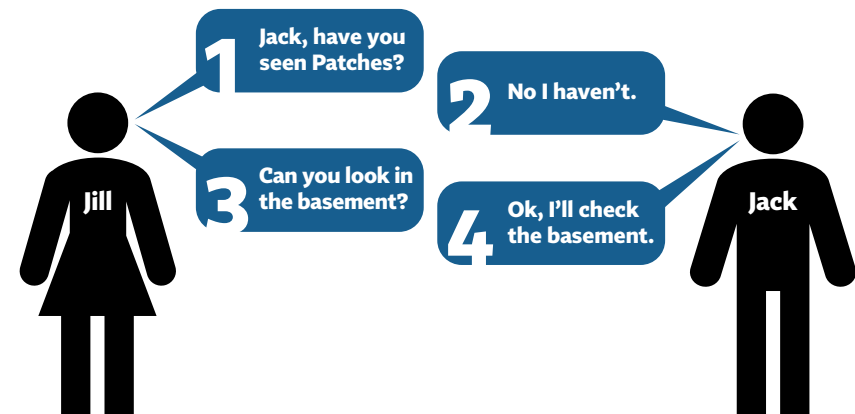 1
Jack, have you
seen Patches?
2
No I haven’t.
3
Can you look in
the basement?
4
Ok, I’ll check
the basement.
Jill
Jack